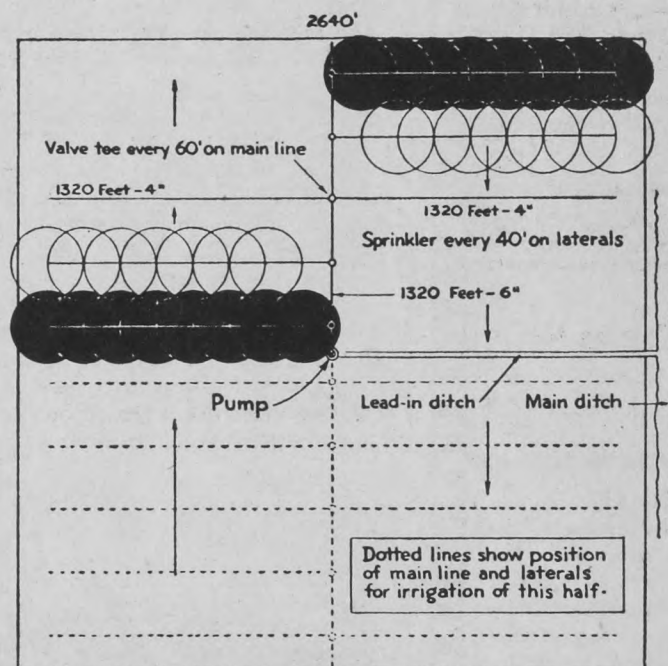 2640'
Valve tee every 60' on main line
1320 Feet - 4"
1320 Feet - 4"
Sprinkler every 40' on laterals
1320 Feet - 6"
Pump
Lead-in ditch
Main ditch
Dotted lines show position
of main line and laterals
for irrigation of this half.